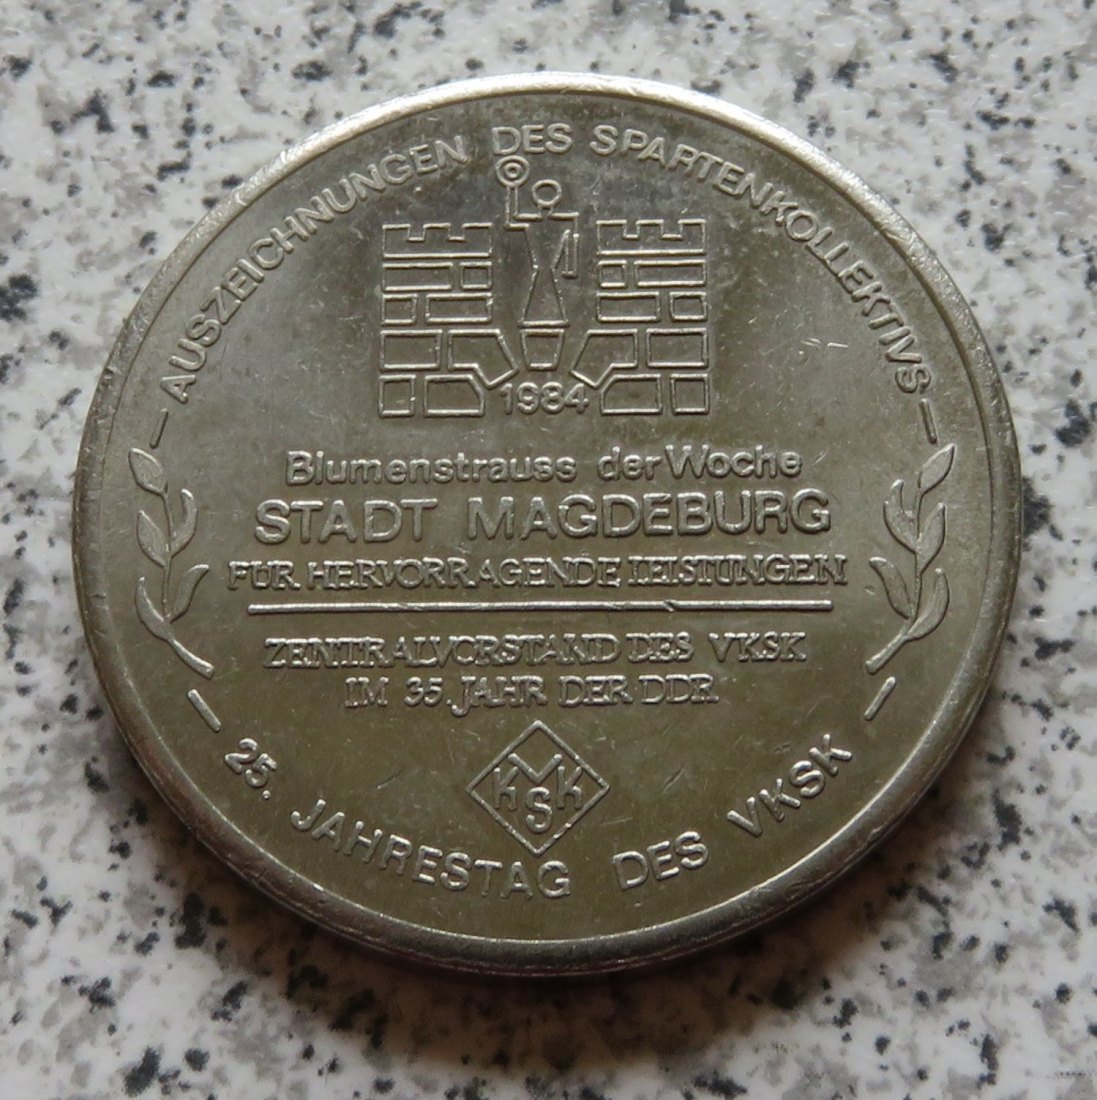 AUSZEICHNUNGEN DES SPARTENKOLLEKTIVS
1984
Blumenstrauss der Woche
STADT MAGDEBURG
FÜR HERVORRAGENDE LEISTUNGEN
ZENTRALVORSTAND DES VKSK
IM 35. JAHR DER DDR
VKSK
25. JAHRESTAG DES VKSK